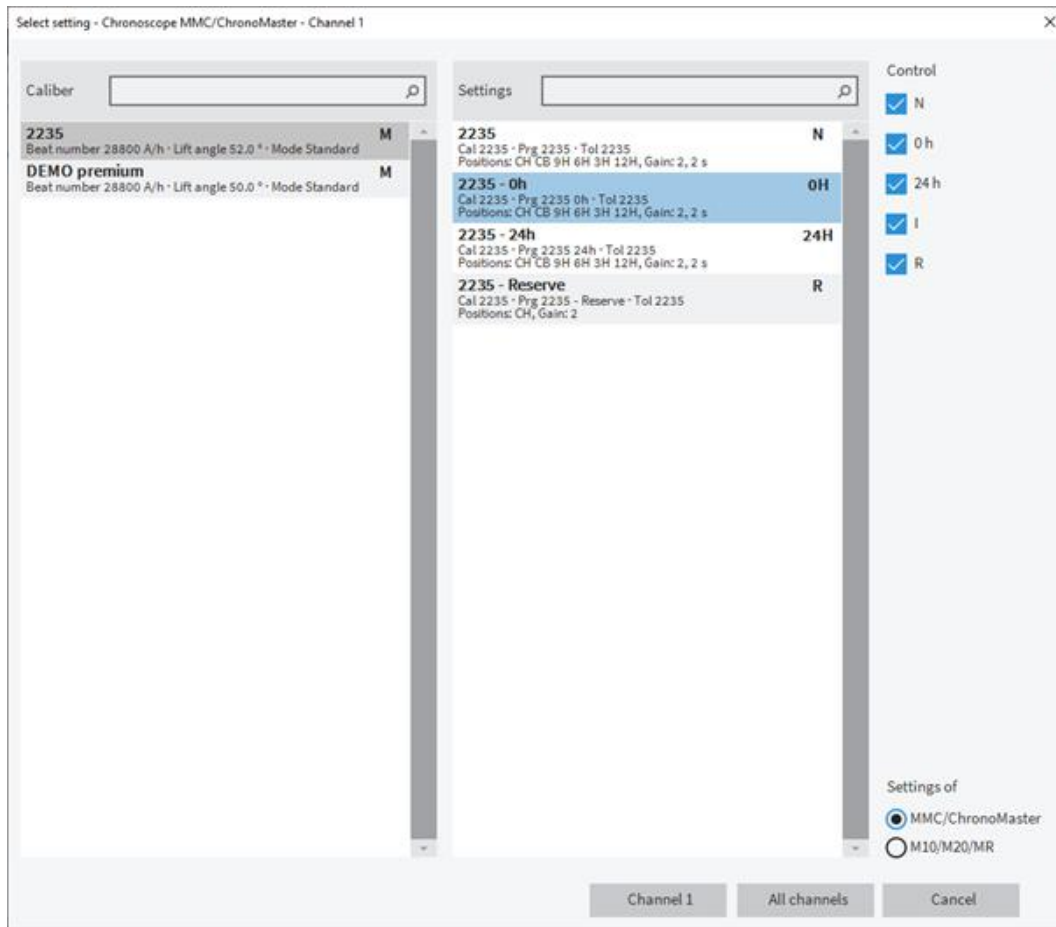 Select setting - Chronoscope MMC/ChronoMaster - Channel 1
Caliber
2235 M
Beat number 28800 A/h · Lift angle 52.0 ° · Mode Standard
DEMO premium M
Beat number 28800 A/h · Lift angle 50.0 ° · Mode Standard
Settings
2235 N
Cal 2235 · Prg 2235 · Tol 2235
Positions: CH CB 9H 6H 3H 12H, Gain: 2, 2 s
2235 - 0h 0H
Cal 2235 · Prg 2235 0h · Tol 2235
Positions: CH CB 9H 6H 3H 12H, Gain: 2, 2 s
2235 - 24h 24H
Cal 2235 · Prg 2235 24h · Tol 2235
Positions: CH CB 9H 6H 3H 12H, Gain: 2, 2 s
2235 - Reserve R
Cal 2235 · Prg 2235 - Reserve · Tol 2235
Positions: CH, Gain: 2
Control
N
0 h
24 h
I
R
Settings of
MMC/ChronoMaster
M10/M20/MR
Channel 1 All channels Cancel